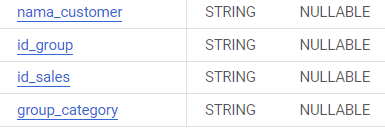 nama_customer STRING NULLABLE
id_group STRING NULLABLE
id_sales STRING NULLABLE
group_category STRING NULLABLE